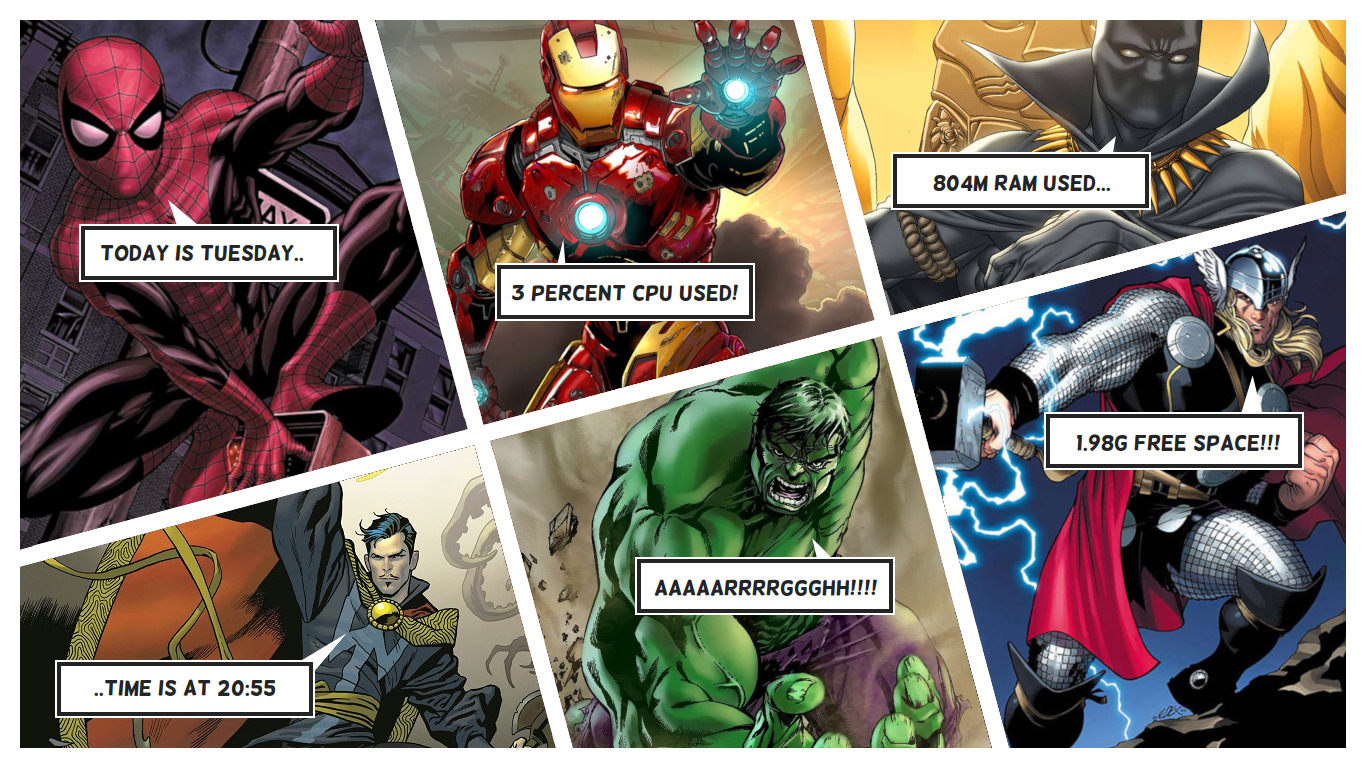 TODAY IS TUESDAY..
3 PERCENT CPU USED!
804M RAM USED...
1.98G FREE SPACE!!!
AAAAARRRRGGGHH!!!!
..TIME IS AT 20:55